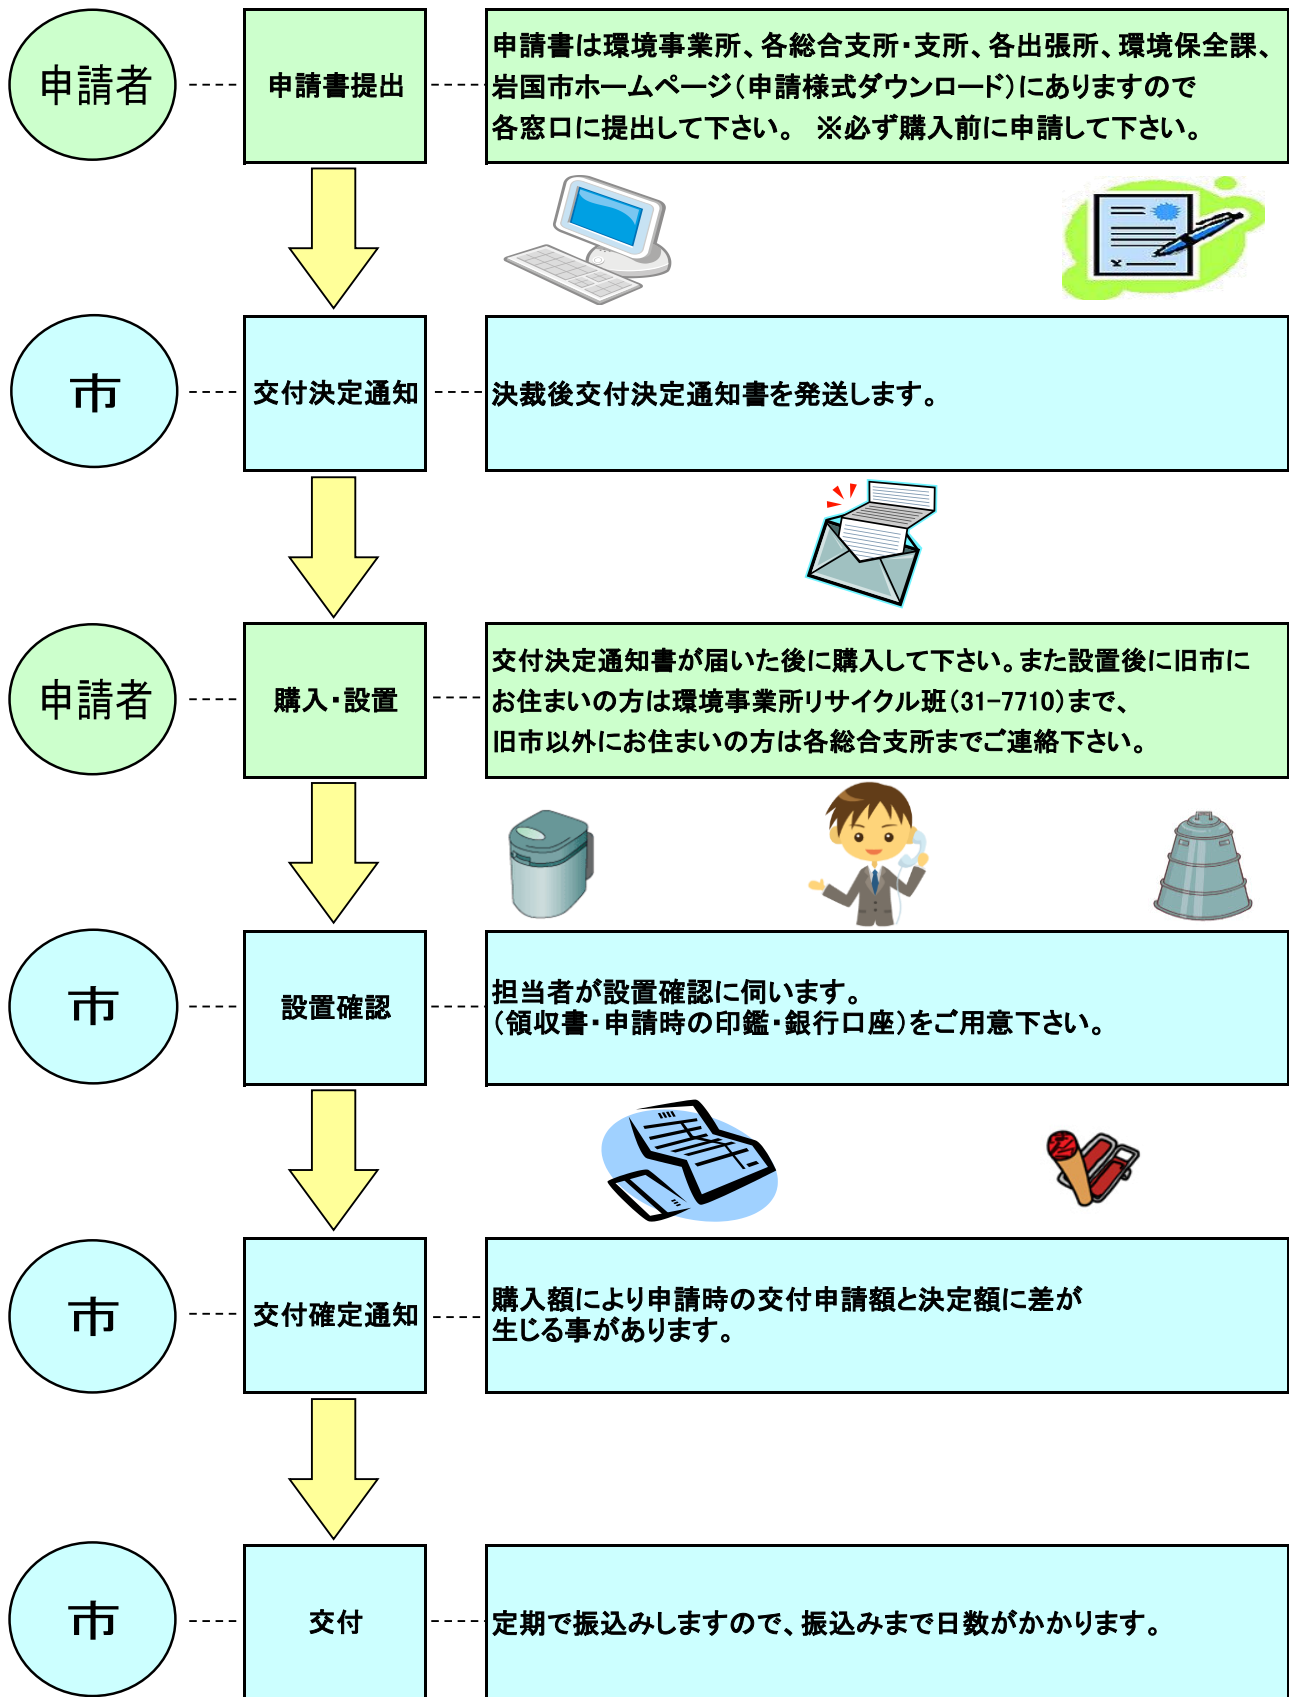 申請者
申請書提出
申請書は環境事業所、各総合支所・支所、各出張所、環境保全課、
岩国市ホームページ（申請様式ダウンロード）にありますので
各窓口に提出して下さい。　※必ず購入前に申請して下さい。
市
交付決定通知
決裁後交付決定通知書を発送します。
申請者
購入・設置
交付決定通知書が届いた後に購入して下さい。また設置後に旧市に
お住まいの方は環境事業所リサイクル班（31-7710）まで、
旧市以外にお住まいの方は各総合支所までご連絡下さい。
市
設置確認
担当者が設置確認に伺います。
（領収書・申請時の印鑑・銀行口座）をご用意下さい。
市
交付確定通知
購入額により申請時の交付申請額と決定額に差が
生じる事があります。
市
交付
定期で振込みしますので、振込みまで日数がかかります。